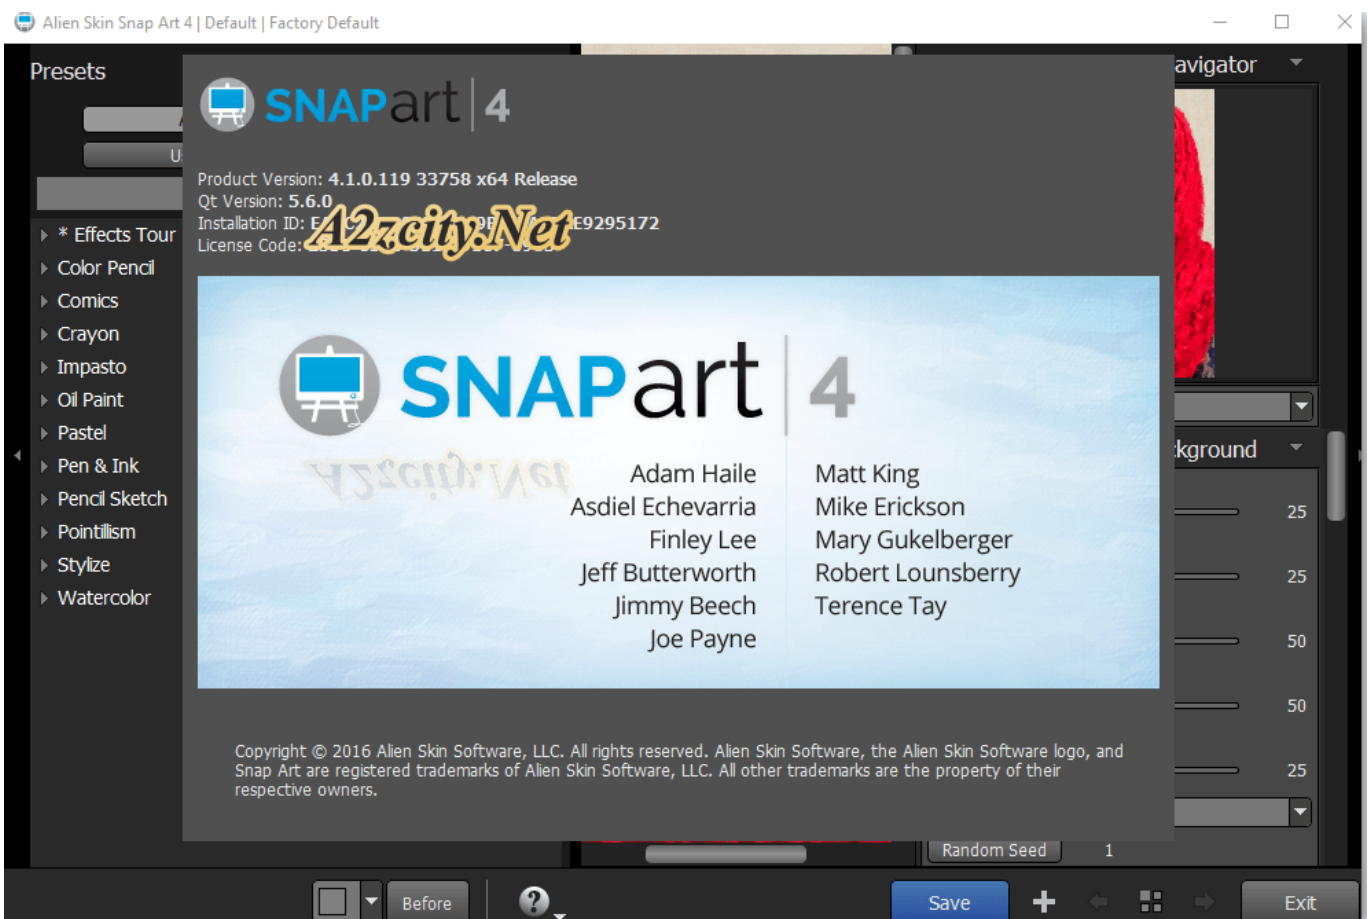 Alien Skin Snap Art 4 | Default | Factory Default
Presets
avigator
SNAPart 4
Product Version: 4.1.0.119 33758 x64 Release
Qt Version: 5.6.0
Installation ID: E9295172
License Code:
A2zcity.Net
* Effects Tour
Color Pencil
Comics
Crayon
Impasto
Oil Paint
Pastel
Pen & Ink
Pencil Sketch
Pointillism
Stylize
Watercolor
SNAPart 4
A2zcity.Net
Adam Haile
Asdiel Echevarria
Finley Lee
Jeff Butterworth
Jimmy Beech
Joe Payne
Matt King
Mike Erickson
Mary Gukelberger
Robert Lounsberry
Terence Tay
kground
25
25
50
50
25
Copyright © 2016 Alien Skin Software, LLC. All rights reserved. Alien Skin Software, the Alien Skin Software logo, and
Snap Art are registered trademarks of Alien Skin Software, LLC. All other trademarks are the property of their
respective owners.
Random Seed 1
Before
?
Save
Exit